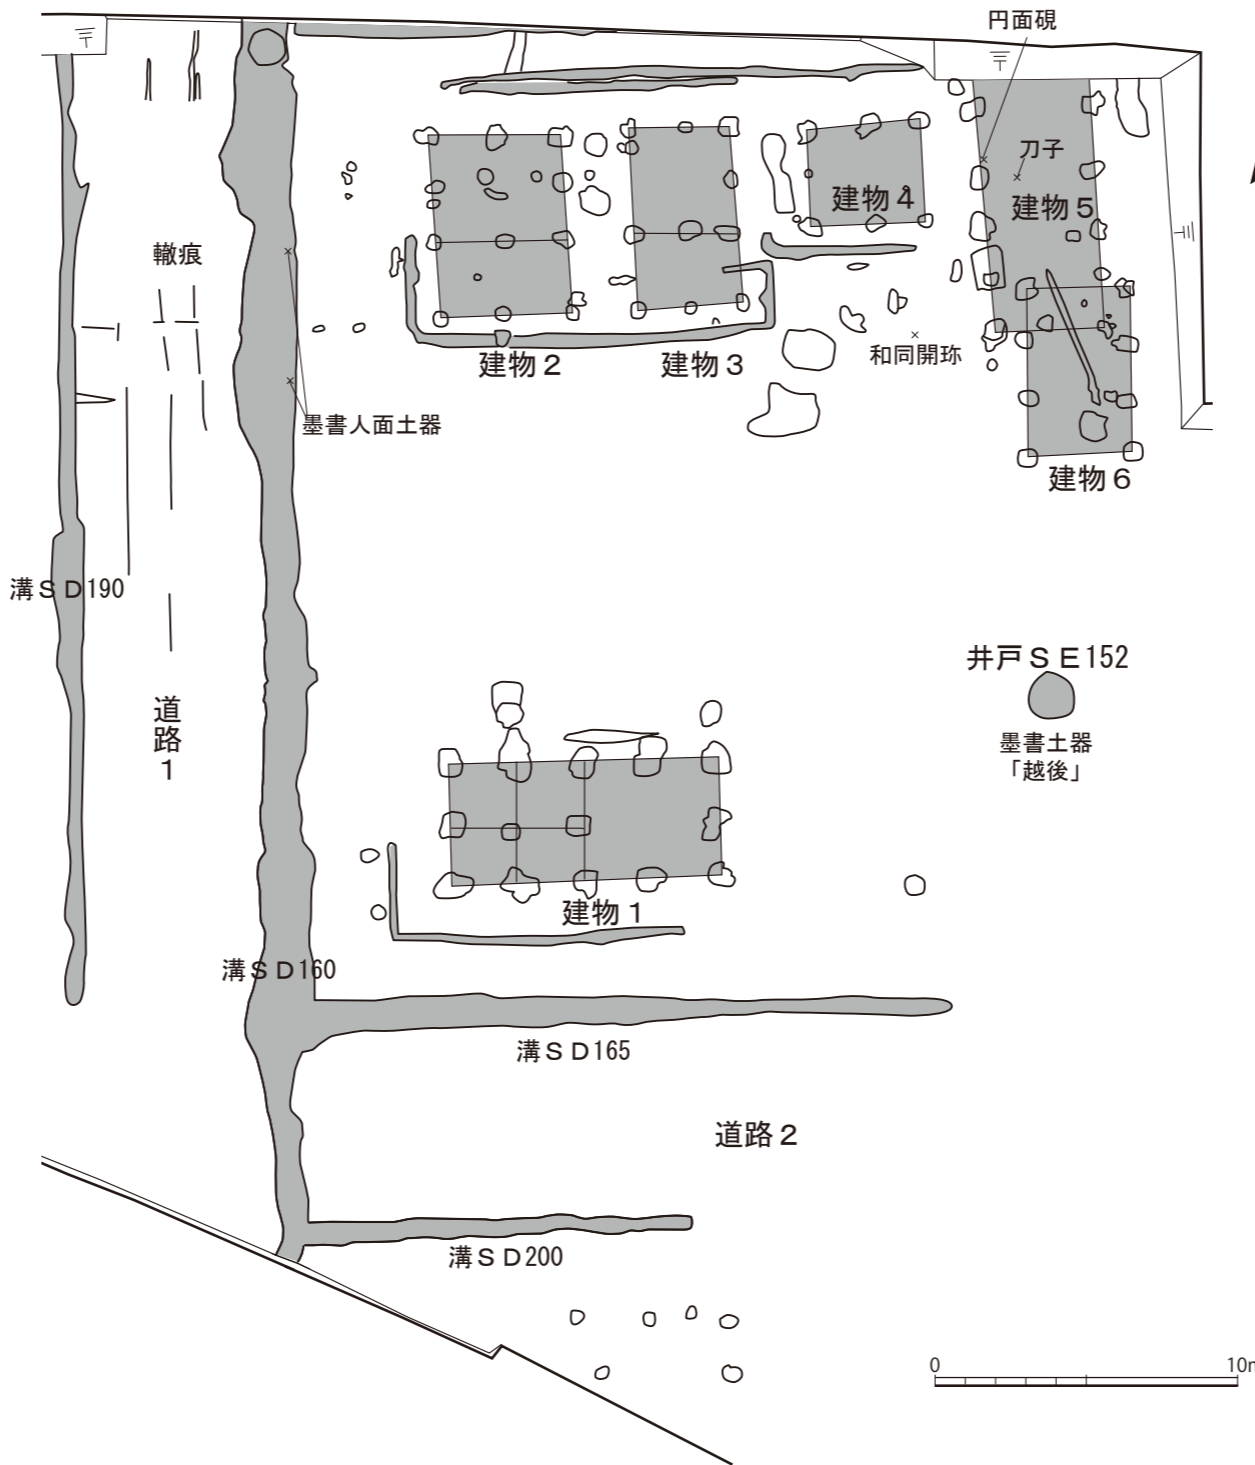 円面硯
刀子
建物４
建物５
轍痕
和同開珎
建物２
建物３
墨書人面土器
建物６
溝ＳＤ190
井戸ＳＥ152
道路１
墨書土器
「越後」
建物１
溝ＳＤ160
溝ＳＤ165
道路２
溝ＳＤ200
0
10m